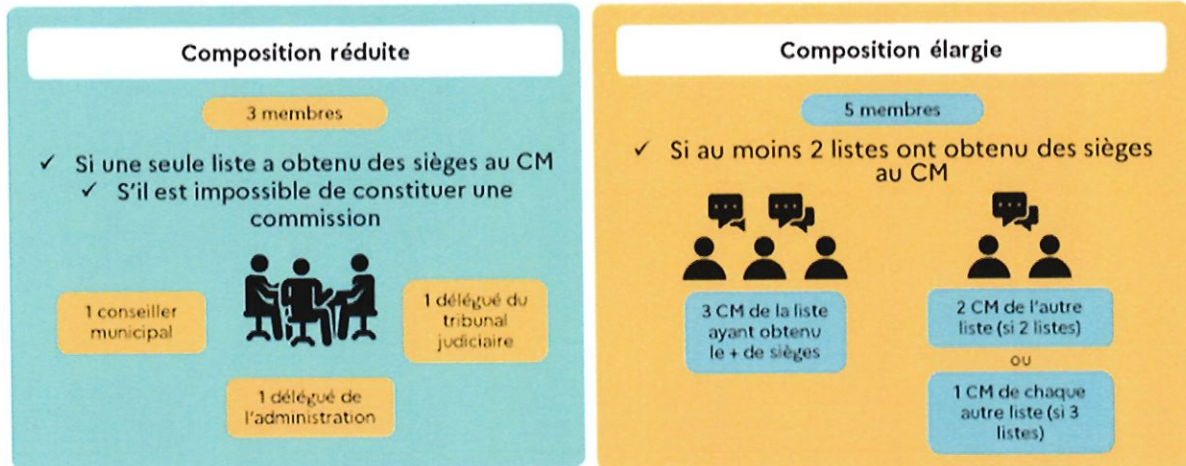 Composition réduite
3 membres
✓ Si une seule liste a obtenu des sièges au CM
✓ S'il est impossible de constituer une
commission
1 conseiller
municipal
1 délégué du
tribunal
judiciaire
1 délégué de
l'administration
Composition élargie
5 membres
✓ Si au moins 2 listes ont obtenu des sièges
au CM
3 CM de la liste
ayant obtenu
le + de sièges
2 CM de l'autre
liste (si 2 listes)
ou
1 CM de chaque
autre liste (si 3
listes)